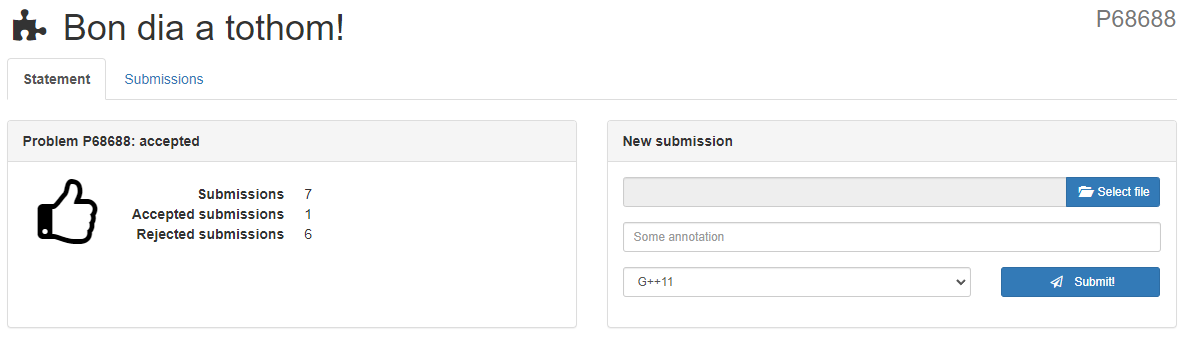 Bon dia a tothom!
P68688
Statement
Submissions
Problem P68688: accepted
Submissions 7
Accepted submissions 1
Rejected submissions 6
New submission
Select file
Some annotation
G++11
Submit!